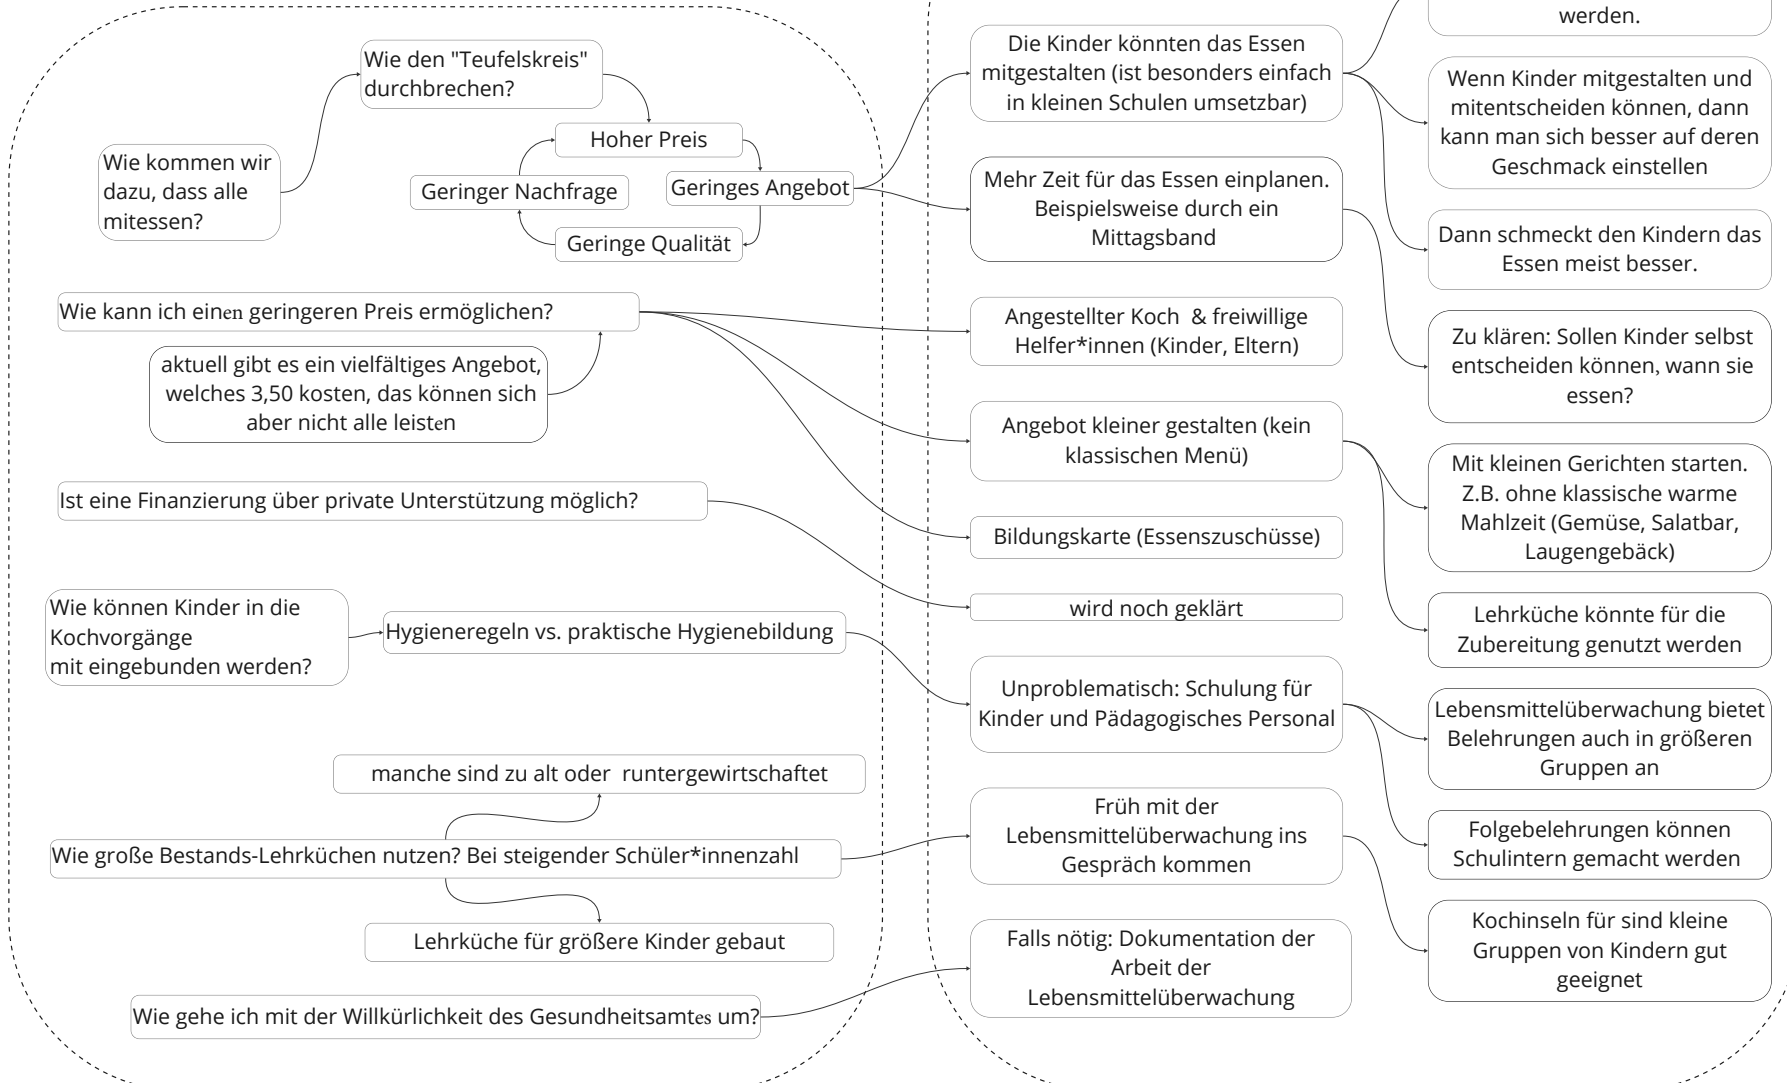 Wie den "Teufelskreis"
durchbrechen?
Hoher Preis
Wie kommen wir
dazu, dass alle
mitessen?
Geringer Nachfrage
Geringes Angebot
Geringe Qualität
Wie kann ich einen geringeren Preis ermöglichen?
aktuell gibt es ein vielfältiges Angebot,
welches 3,50 kosten, das können sich
aber nicht alle leisten
Ist eine Finanzierung über private Unterstützung möglich?
Wie können Kinder in die
Kochvorgänge
mit eingebunden werden?
Hygieneregeln vs. praktische Hygienebildung
manche sind zu alt oder runtergewirtschaftet
Wie große Bestands-Lehrküchen nutzen? Bei steigender Schüler*innenzahl
Lehrküche für größere Kinder gebaut
Wie gehe ich mit der Willkürlichkeit des Gesundheitsamtes um?
Die Kinder könnten das Essen
mitgestalten (ist besonders einfach
in kleinen Schulen umsetzbar)
Mehr Zeit für das Essen einplanen.
Beispielsweise durch ein
Mittagsband
Angestellter Koch & freiwillige
Helfer*innen (Kinder, Eltern)
Angebot kleiner gestalten (kein
klassischen Menü)
Bildungskarte (Essenszuschüsse)
wird noch geklärt
Unproblematisch: Schulung für
Kinder und Pädagogisches Personal
Früh mit der
Lebensmittelüberwachung ins
Gespräch kommen
Falls nötig: Dokumentation der
Arbeit der
Lebensmittelüberwachung
werden.
Wenn Kinder mitgestalten und
mitentscheiden können, dann
kann man sich besser auf deren
Geschmack einstellen
Dann schmeckt den Kindern das
Essen meist besser.
Zu klären: Sollen Kinder selbst
entscheiden können, wann sie
essen?
Mit kleinen Gerichten starten.
Z.B. ohne klassische warme
Mahlzeit (Gemüse, Salatbar,
Laugengebäck)
Lehrküche könnte für die
Zubereitung genutzt werden
Lebensmittelüberwachung bietet
Belehrungen auch in größeren
Gruppen an
Folgebelehrungen können
Schulintern gemacht werden
Kochinseln für sind kleine
Gruppen von Kindern gut
geeignet